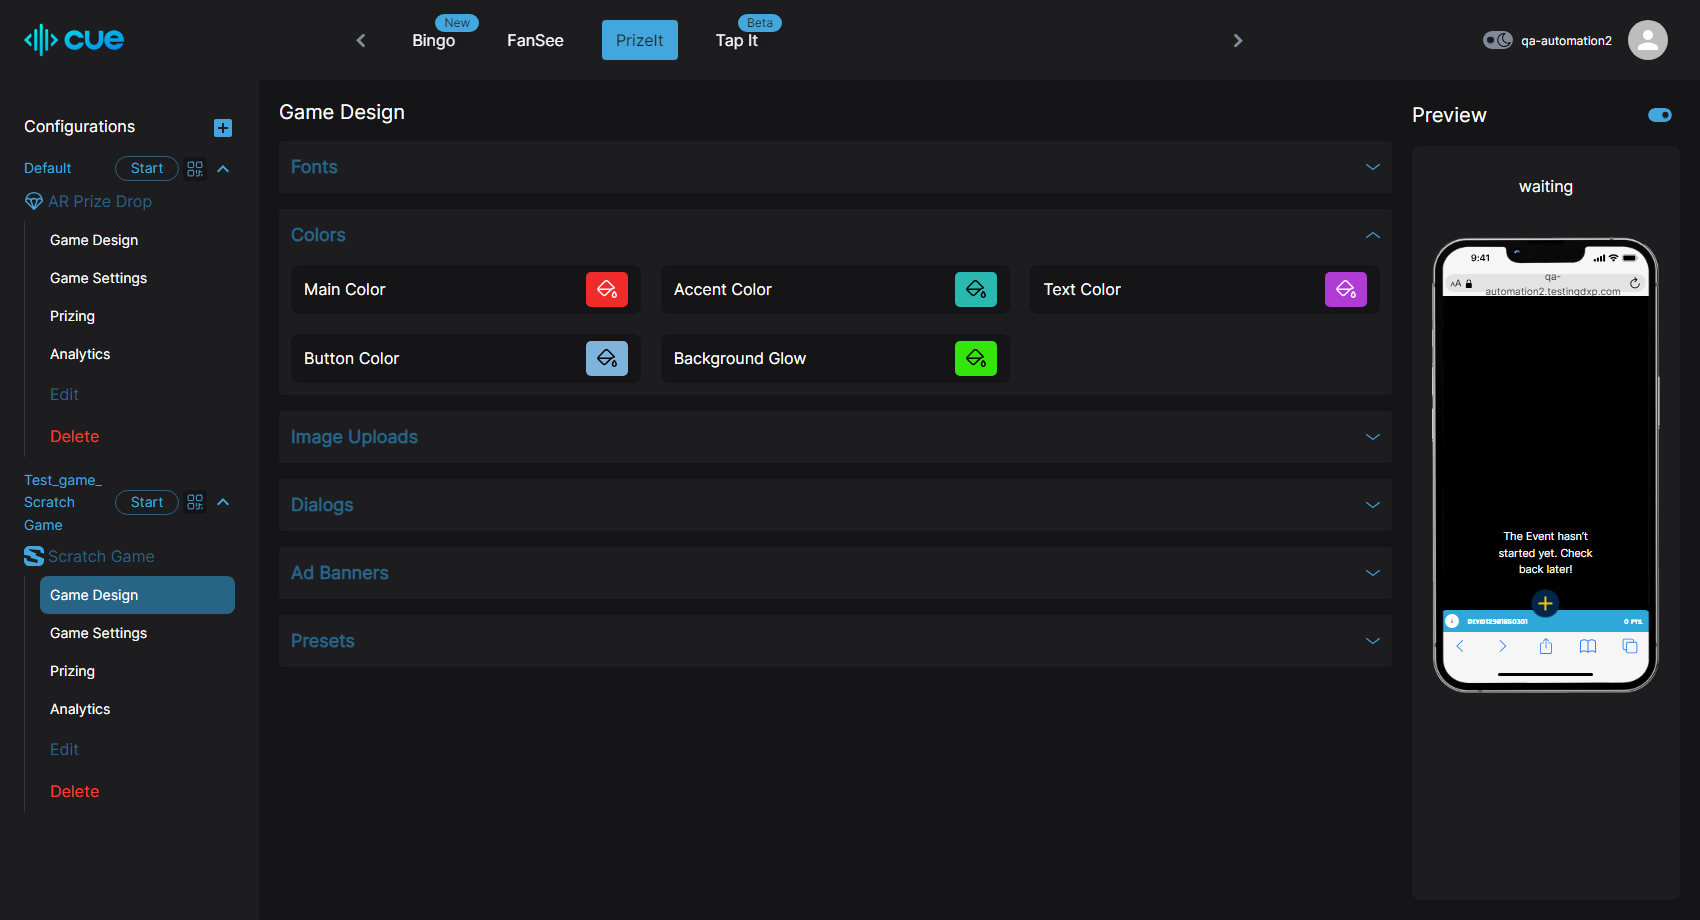 cue
New
Bingo
FanSee
PrizeIt
Beta
Tap It
qa-automation2
Configurations
Default
Start
AR Prize Drop
Game Design
Game Settings
Prizing
Analytics
Edit
Delete
Test_game_
Scratch
Game
Start
Scratch Game
Game Design
Game Settings
Prizing
Analytics
Edit
Delete
Game Design
Fonts
Colors
Main Color
Accent Color
Text Color
Button Color
Background Glow
Image Uploads
Dialogs
Ad Banners
Presets
Preview
waiting
9:41
AA
qa-
automation2.testingdxp.com
The Event hasn't
started yet. Check
back later!
0 PTS.